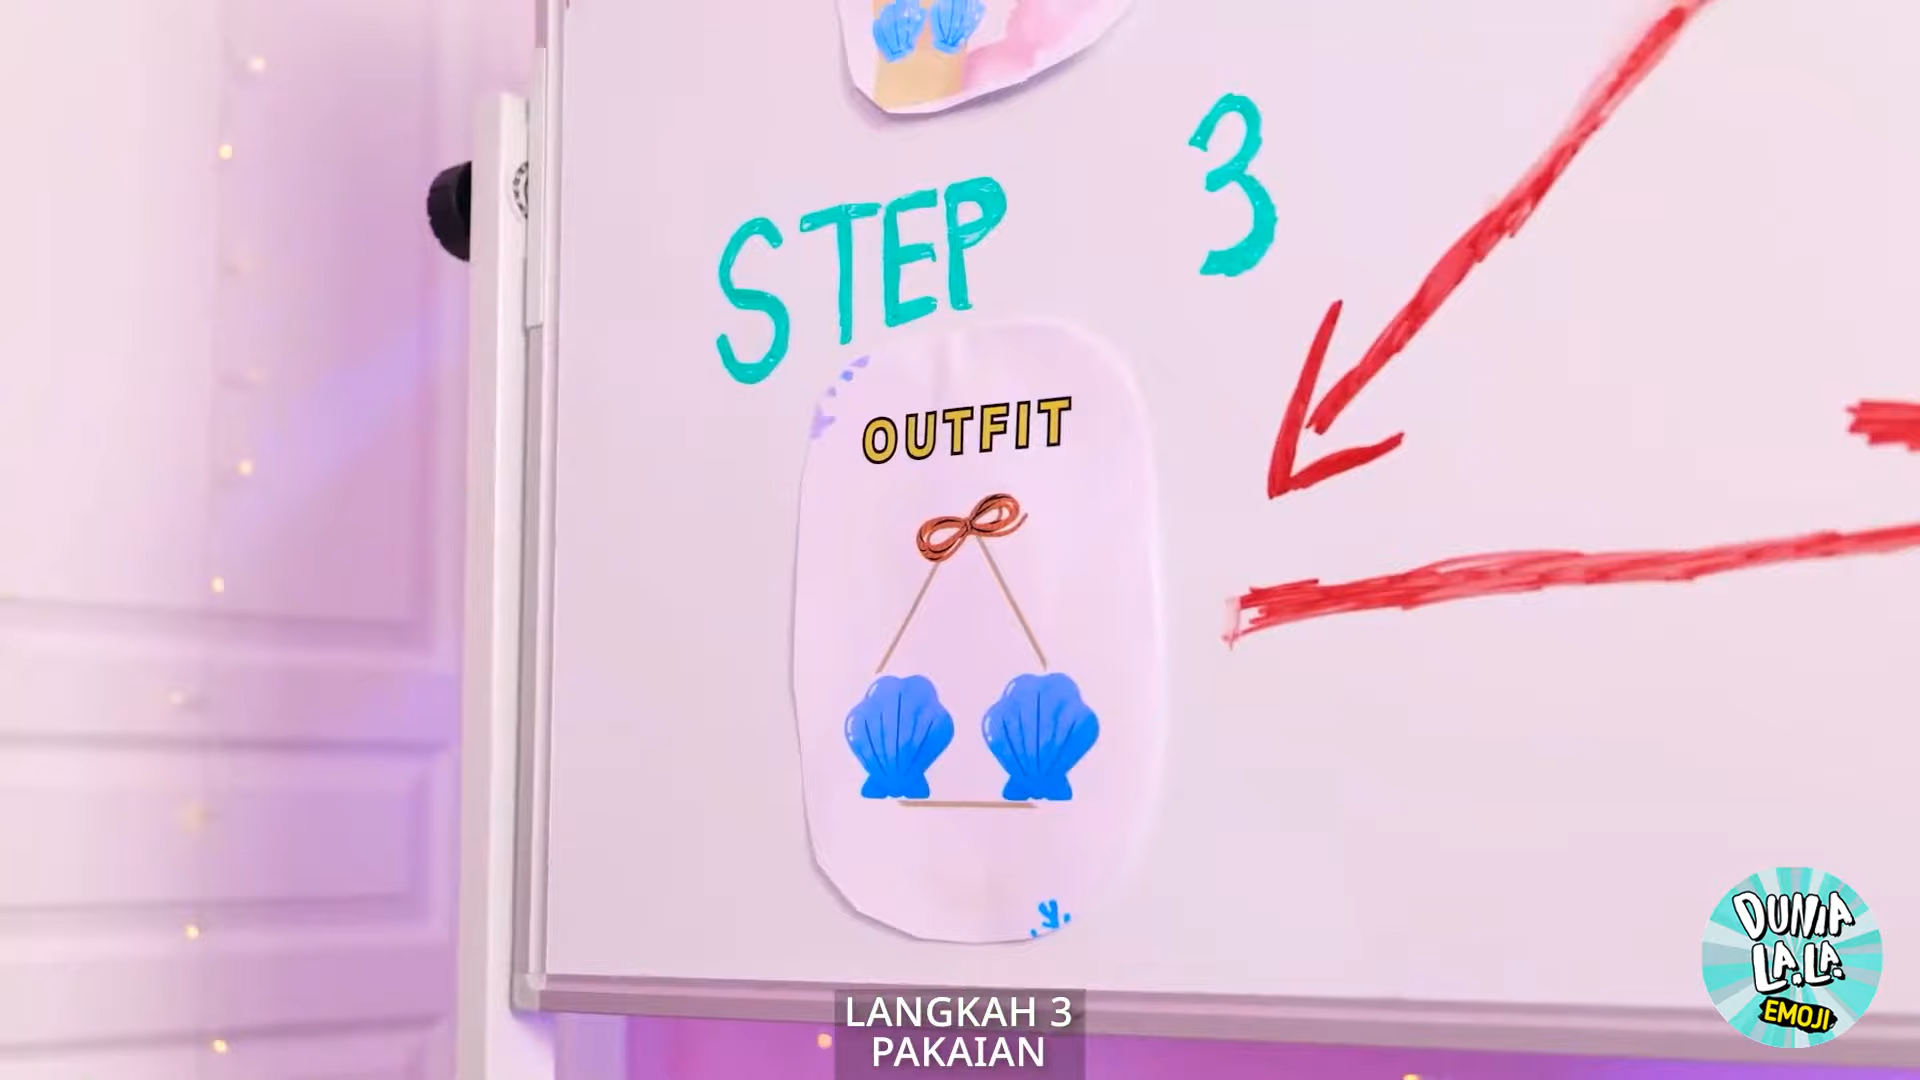 STEP 3
OUTFIT
LANGKAH 3
PAKAIAN
DUNIA
LA.LA.
EMOJI